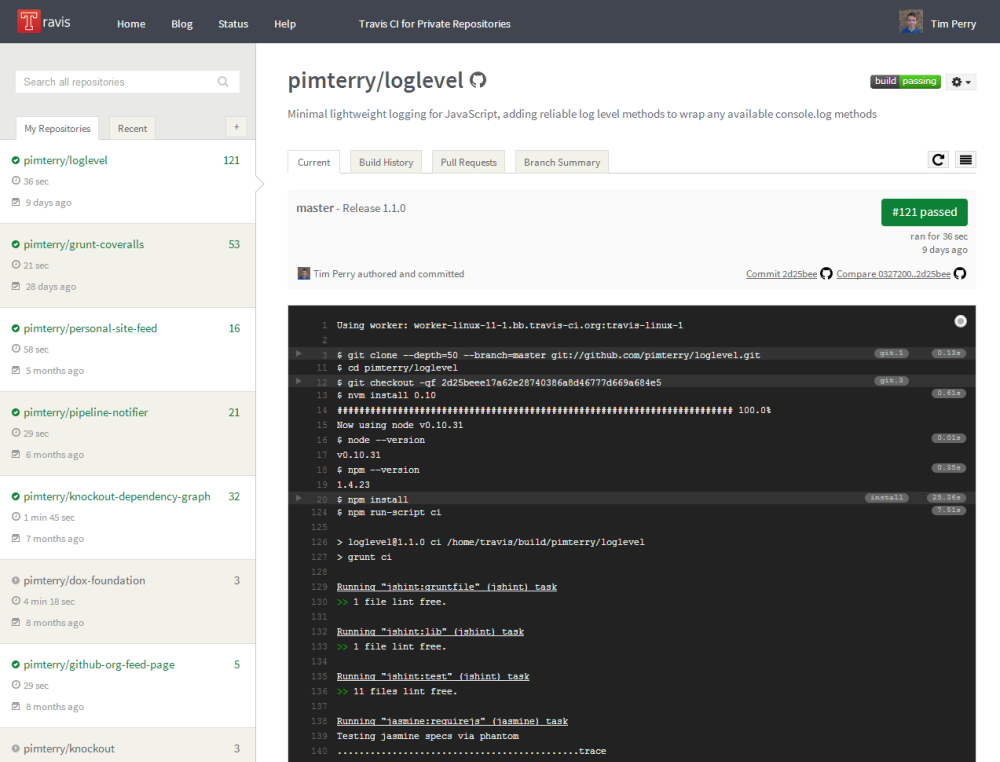 Travis Home Blog Status Help Travis CI for Private Repositories Tim Perry
Search all repositories
My Repositories Recent +
pimterry/loglevel 121
36 sec
9 days ago
pimterry/grunt-coveralls 53
21 sec
28 days ago
pimterry/personal-site-feed 16
58 sec
5 months ago
pimterry/pipeline-notifier 21
29 sec
6 months ago
pimterry/knockout-dependency-graph 32
1 min 45 sec
7 months ago
pimterry/dox-foundation 3
4 min 18 sec
8 months ago
pimterry/github-org-feed-page 5
29 sec
8 months ago
pimterry/knockout 3
pimterry/loglevel
build passing
Minimal lightweight logging for JavaScript, adding reliable log level methods to wrap any available console.log methods
Current Build History Pull Requests Branch Summary
master - Release 1.1.0
#121 passed
ran for 36 sec
9 days ago
Tim Perry authored and committed
Commit 2d25bee Compare 0327200..2d25bee
1 Using worker: worker-linux-11-1.bb.travis-ci.org:travis-linux-1
2
3 $ git clone --depth=50 --branch=master git://github.com/pimterry/loglevel.git git.1 0.13s
11 $ cd pimterry/loglevel
12 $ git checkout -qf 2d25beee17a62e28740386a8d46777d669a684e5 git.3
13 $ nvm install 0.10 0.61s
14 ######################################################################## 100.0%
15 Now using node v0.10.31
16 $ node --version 0.01s
17 v0.10.31
18 $ npm --version 0.35s
19 1.4.23
20 $ npm install install 25.36s
124 $ npm run-script ci 7.51s
125
126 > loglevel@1.1.0 ci /home/travis/build/pimterry/loglevel
127 > grunt ci
128
129 Running "jshint:gruntfile" (jshint) task
130 >> 1 file lint free.
131
132 Running "jshint:lib" (jshint) task
133 >> 1 file lint free.
134
135 Running "jshint:test" (jshint) task
136 >> 11 files lint free.
137
138 Running "jasmine:requirejs" (jasmine) task
139 Testing jasmine specs via phantom
140 ............................................trace